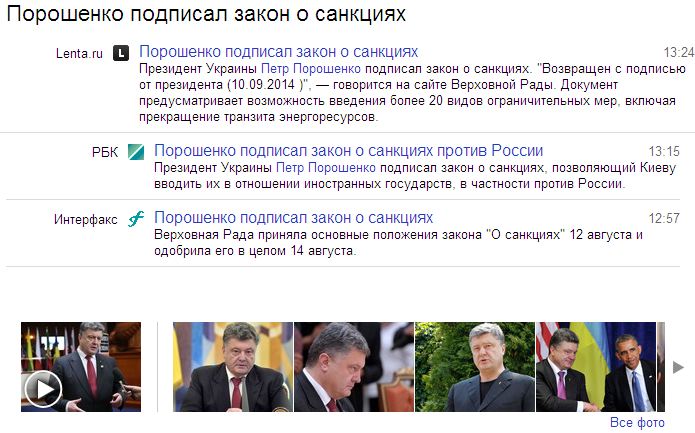 Порошенко подписал закон о санкциях
Lenta.ru L Порошенко подписал закон о санкциях 13:24
Президент Украины Петр Порошенко подписал закон о санкциях. "Возвращен с подписью
от президента (10.09.2014 )", — говорится на сайте Верховной Рады. Документ
предусматривает возможность введения более 20 видов ограничительных мер, включая
прекращение транзита энергоресурсов.
РБК Порошенко подписал закон о санкциях против России 13:15
Президент Украины Петр Порошенко подписал закон о санкциях, позволяющий Киеву
вводить их в отношении иностранных государств, в частности против России.
Интерфакс Порошенко подписал закон о санкциях 12:57
Верховная Рада приняла основные положения закона "О санкциях" 12 августа и
одобрила его в целом 14 августа.
Все фото